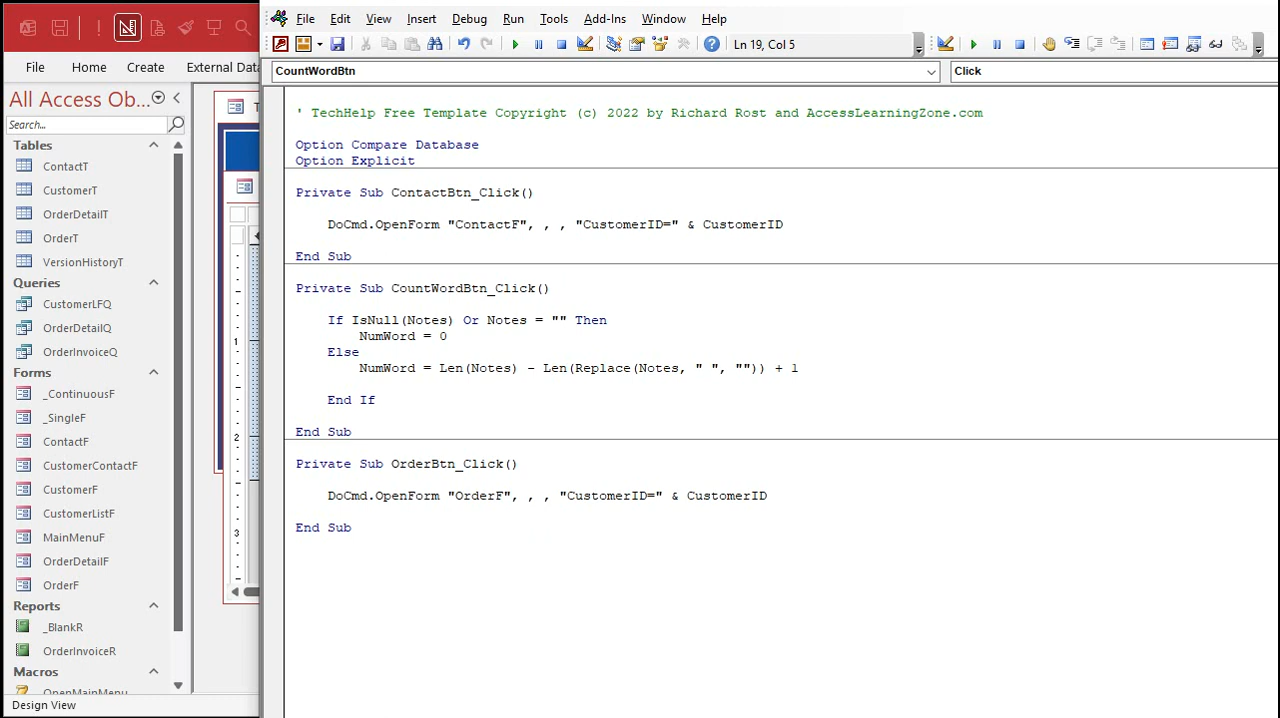 File Edit View Insert Debug Run Tools Add-Ins Window Help
Ln 19, Col 5
File Home Create External Dat
CountWordBtn Click
All Access Ob...
Search...
Tables
ContactT
CustomerT
OrderDetailT
OrderT
VersionHistoryT
Queries
CustomerLFQ
OrderDetailQ
OrderInvoiceQ
Forms
_ContinuousF
_SingleF
ContactF
CustomerContactF
CustomerF
CustomerListF
MainMenuF
OrderDetailF
OrderF
Reports
_BlankR
OrderInvoiceR
Macros
OpenMainMenu
Design View
1
2
3
' TechHelp Free Template Copyright (c) 2022 by Richard Rost and AccessLearningZone.com
Option Compare Database
Option Explicit
Private Sub ContactBtn_Click()
DoCmd.OpenForm "ContactF", , , "CustomerID=" & CustomerID
End Sub
Private Sub CountWordBtn_Click()
If IsNull(Notes) Or Notes = "" Then
NumWord = 0
Else
NumWord = Len(Notes) - Len(Replace(Notes, " ", "")) + 1
End If
End Sub
Private Sub OrderBtn_Click()
DoCmd.OpenForm "OrderF", , , "CustomerID=" & CustomerID
End Sub